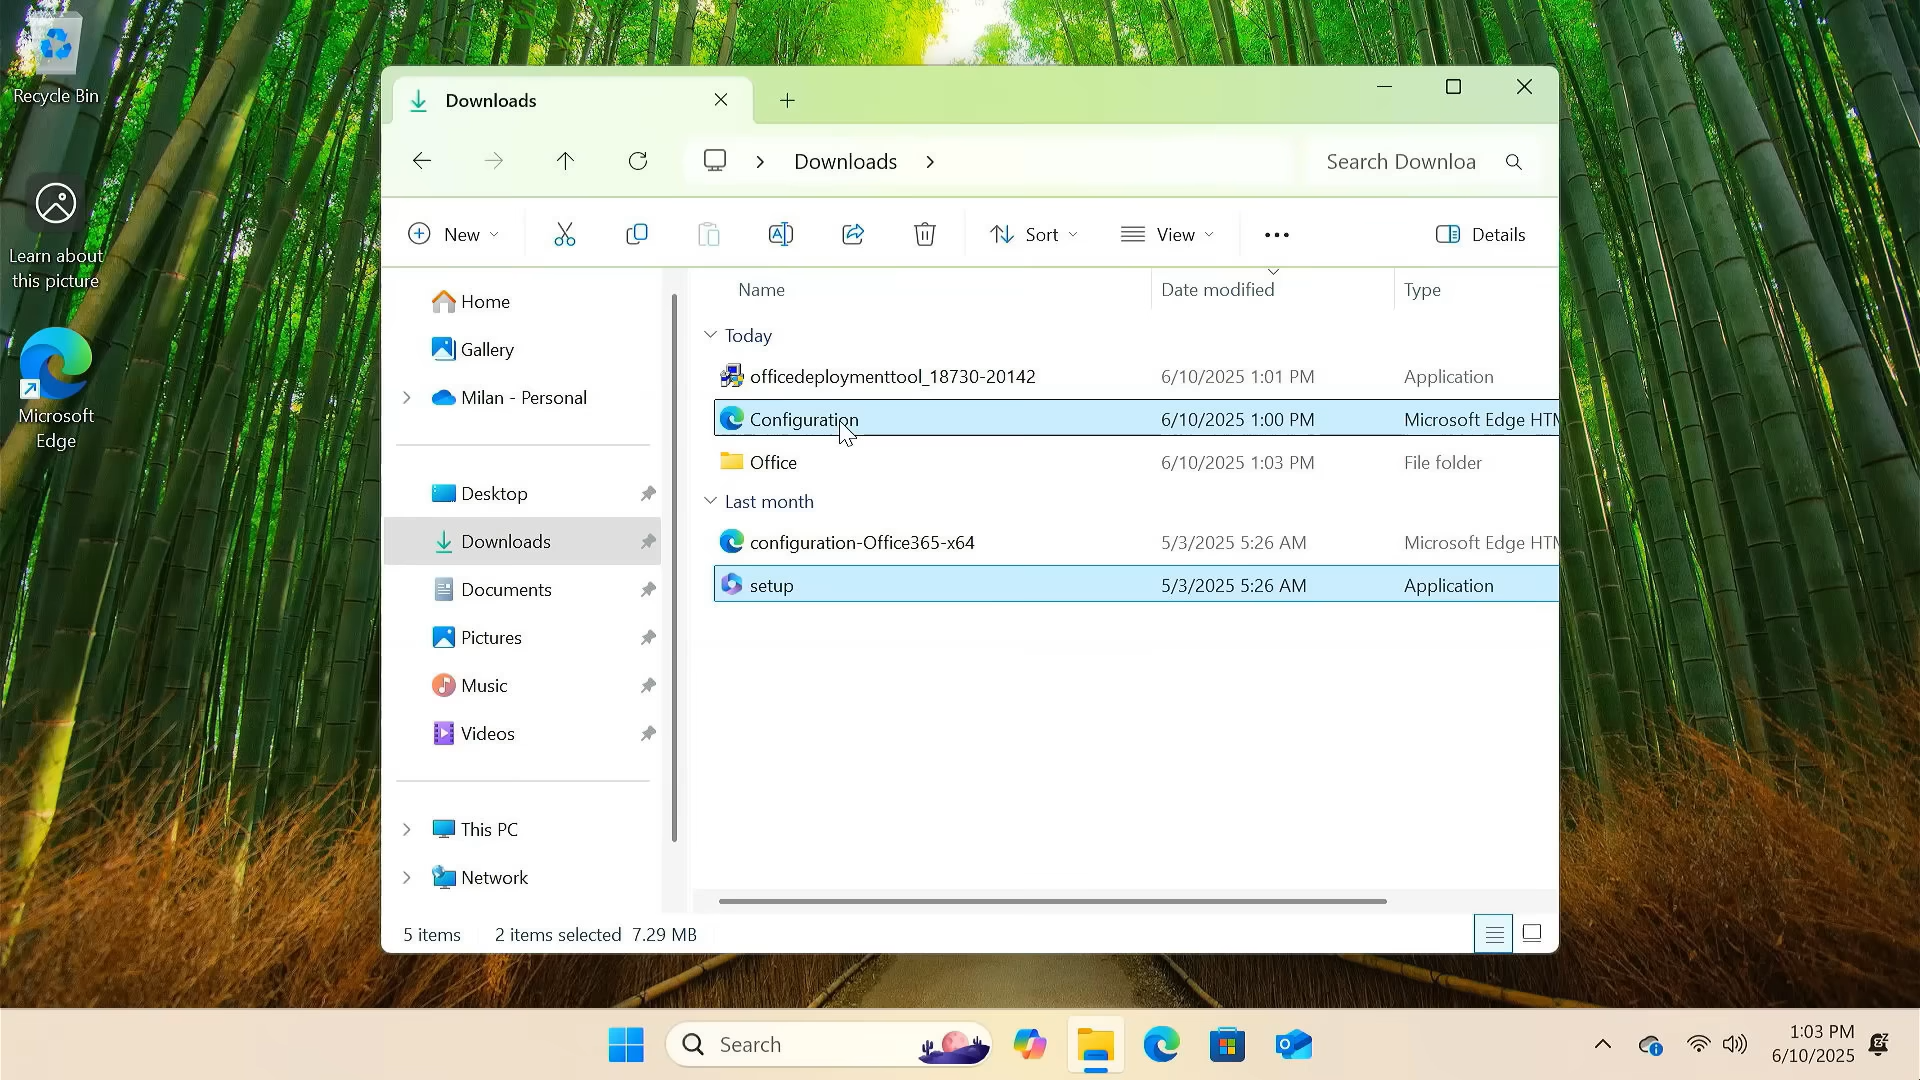 Recycle Bin
Learn about
this picture
Microsoft
Edge
Downloads
Downloads
Search Downloa
New
Sort
View
Details
Home
Gallery
Milan - Personal
Desktop
Downloads
Documents
Pictures
Music
Videos
This PC
Network
Name Date modified Type
Today
officedeploymenttool_18730-20142 6/10/2025 1:01 PM Application
Configuration 6/10/2025 1:00 PM Microsoft Edge HTM
Office 6/10/2025 1:03 PM File folder
Last month
configuration-Office365-x64 5/3/2025 5:26 AM Microsoft Edge HTM
setup 5/3/2025 5:26 AM Application
5 items 2 items selected 7.29 MB
Search
1:03 PM
6/10/2025